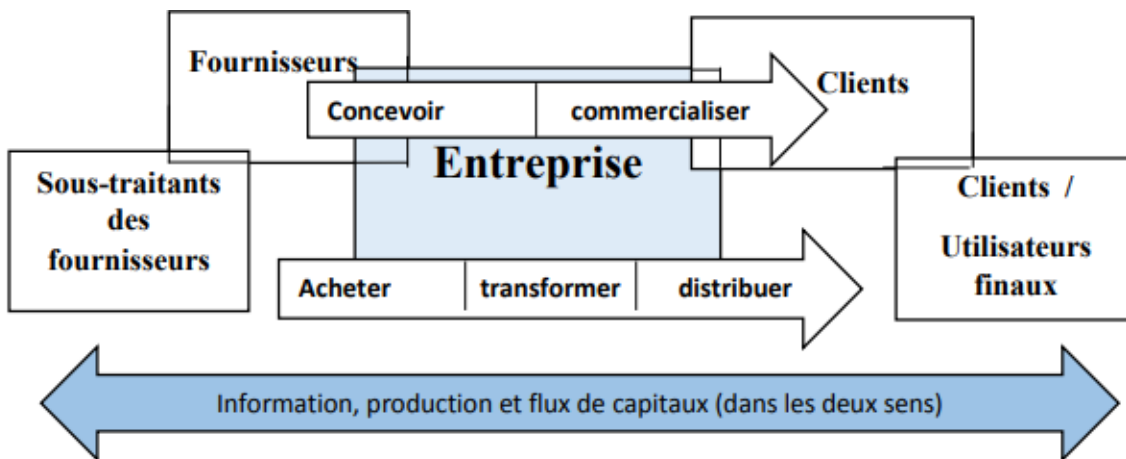 Fournisseurs
Clients
Concevoir commercialiser
Entreprise
Sous-traitants
des
fournisseurs
Clients /
Utilisateurs
finaux
Acheter transformer distribuer
Information, production et flux de capitaux (dans les deux sens)